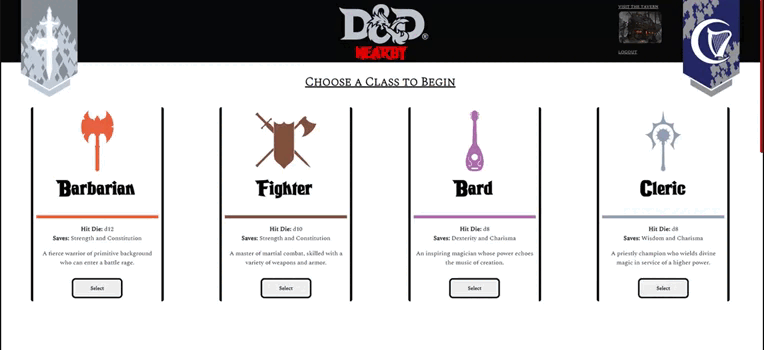 VISIT THE TAVERN
D&D®
NEARBY
LOGOUT
CHOOSE A CLASS TO BEGIN
Barbarian
Hit Die: d12
Saves: Strength and Constitution
A fierce warrior of primitive background
who can enter a battle rage.
Select
Fighter
Hit Die: d10
Saves: Strength and Constitution
A master of martial combat, skilled with a
variety of weapons and armor.
Select
Bard
Hit Die: d8
Saves: Dexterity and Charisma
An inspiring magician whose power echoes
the music of creation.
Select
Cleric
Hit Die: d8
Saves: Wisdom and Charisma
A priestly champion who wields divine
magic in service of a higher power.
Select